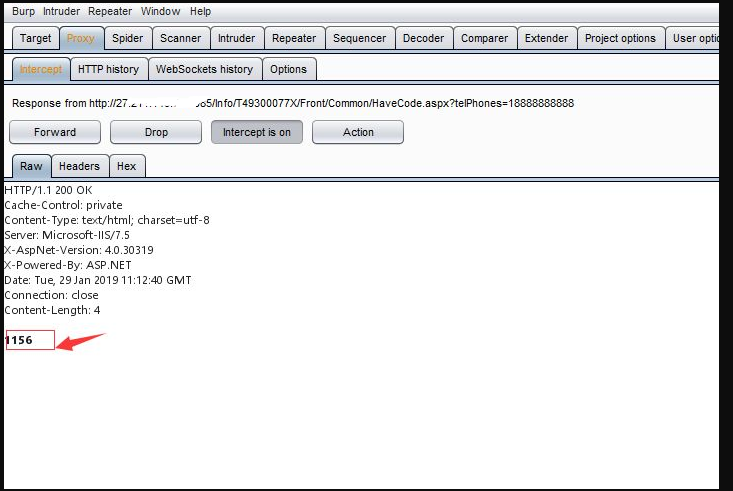 Burp Intruder Repeater Window Help
Target Proxy Spider Scanner Intruder Repeater Sequencer Decoder Comparer Extender Project options User optio
Intercept HTTP history WebSockets history Options
Response from http://27. 5/Info/T49300077X/Front/Common/HaveCode.aspx?telPhones=18888888888
Forward Drop Intercept is on Action
Raw Headers Hex
HTTP/1.1 200 OK
Cache-Control: private
Content-Type: text/html; charset=utf-8
Server: Microsoft-IIS/7.5
X-AspNet-Version: 4.0.30319
X-Powered-By: ASP.NET
Date: Tue, 29 Jan 2019 11:12:40 GMT
Connection: close
Content-Length: 4
1156